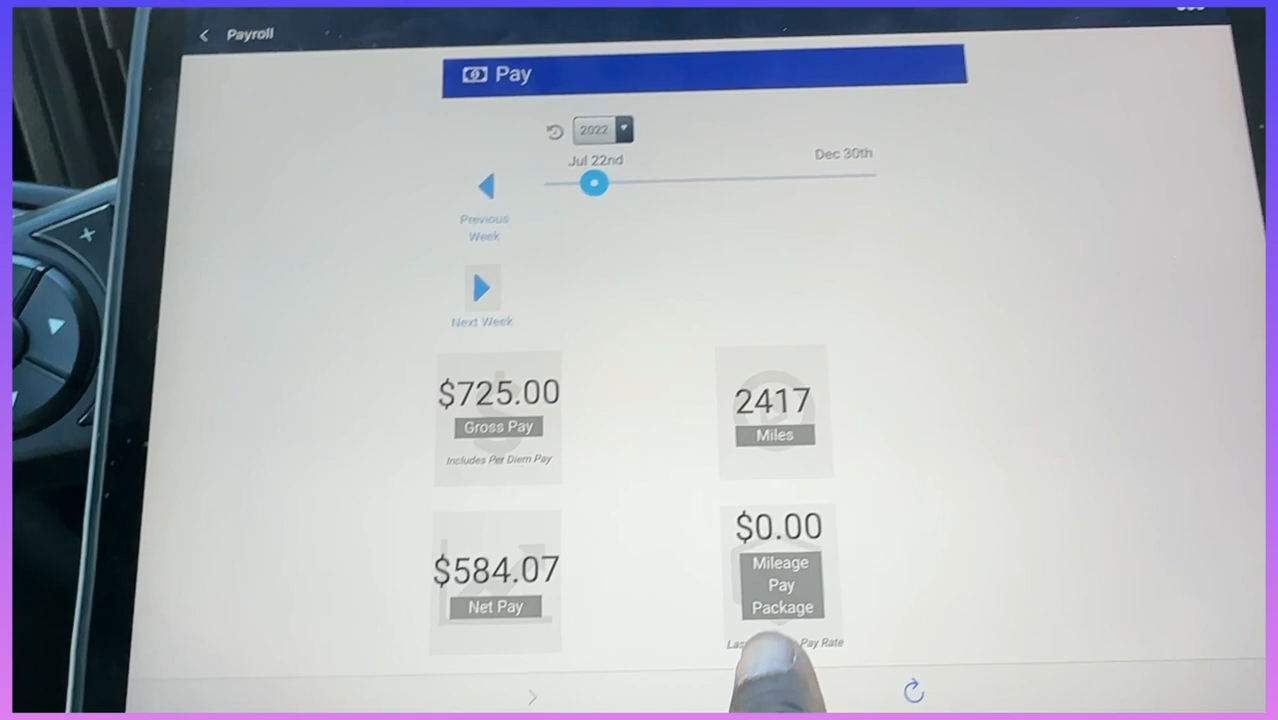 Payroll
Pay
2022
Jul 22nd
Dec 30th
Previous
Week
Next Week
$725.00
Gross Pay
Includes Per Diem Pay
2417
Miles
$584.07
Net Pay
$0.00
Mileage
Pay
Package
Pay Rate